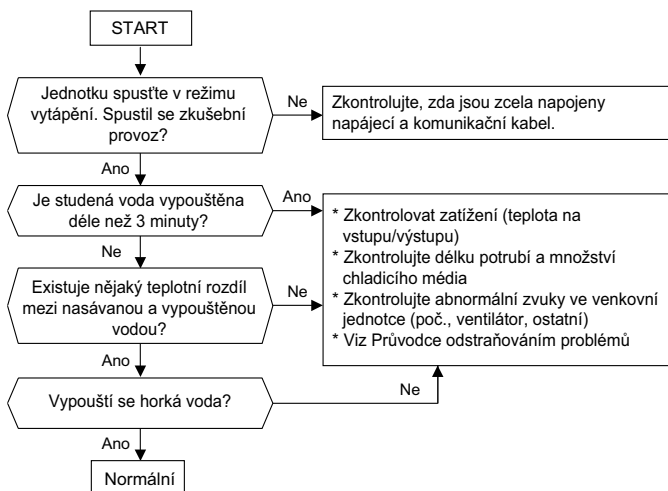 START
Jednotku spusťte v režimu
vytápění. Spustil se zkušební
provoz?
Ne
Zkontrolujte, zda jsou zcela napojeny
napájecí a komunikační kabel.
Ano
Je studená voda vypouštěna
déle než 3 minuty?
Ano
* Zkontrolovat zatížení (teplota na
vstupu/výstupu)
* Zkontrolujte délku potrubí a množství
chladicího média
* Zkontrolujte abnormální zvuky ve venkovní
jednotce (poč., ventilátor, ostatní)
* Viz Průvodce odstraňováním problémů
Ne
Existuje nějaký teplotní rozdíl
mezi nasávanou a vypouštěnou
vodou?
Ne
Ano
Vypouští se horká voda?
Ne
Ano
Normální